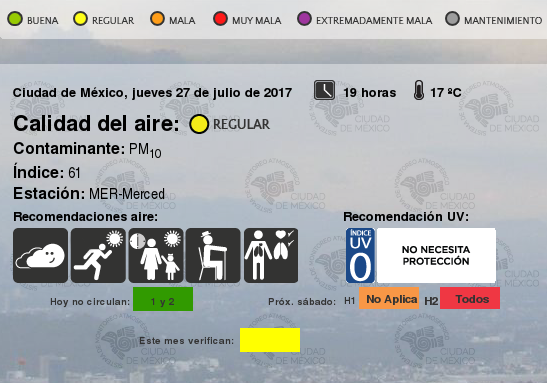 BUENA REGULAR MALA MUY MALA EXTREMADAMENTE MALA MANTENIMIENTO
Ciudad de México, jueves 27 de julio de 2017 19 horas 17 ºC
Calidad del aire: REGULAR
Contaminante: PM10
Índice: 61
Estación: MER-Merced
Recomendaciones aire: Recomendación UV:
ÍNDICE
UV
0
NO NECESITA
PROTECCIÓN
Hoy no circulan: 1 y 2 Próx. sábado: H1 No Aplica H2 Todos
Este mes verifican:
CIUDAD
DE MÉXICO